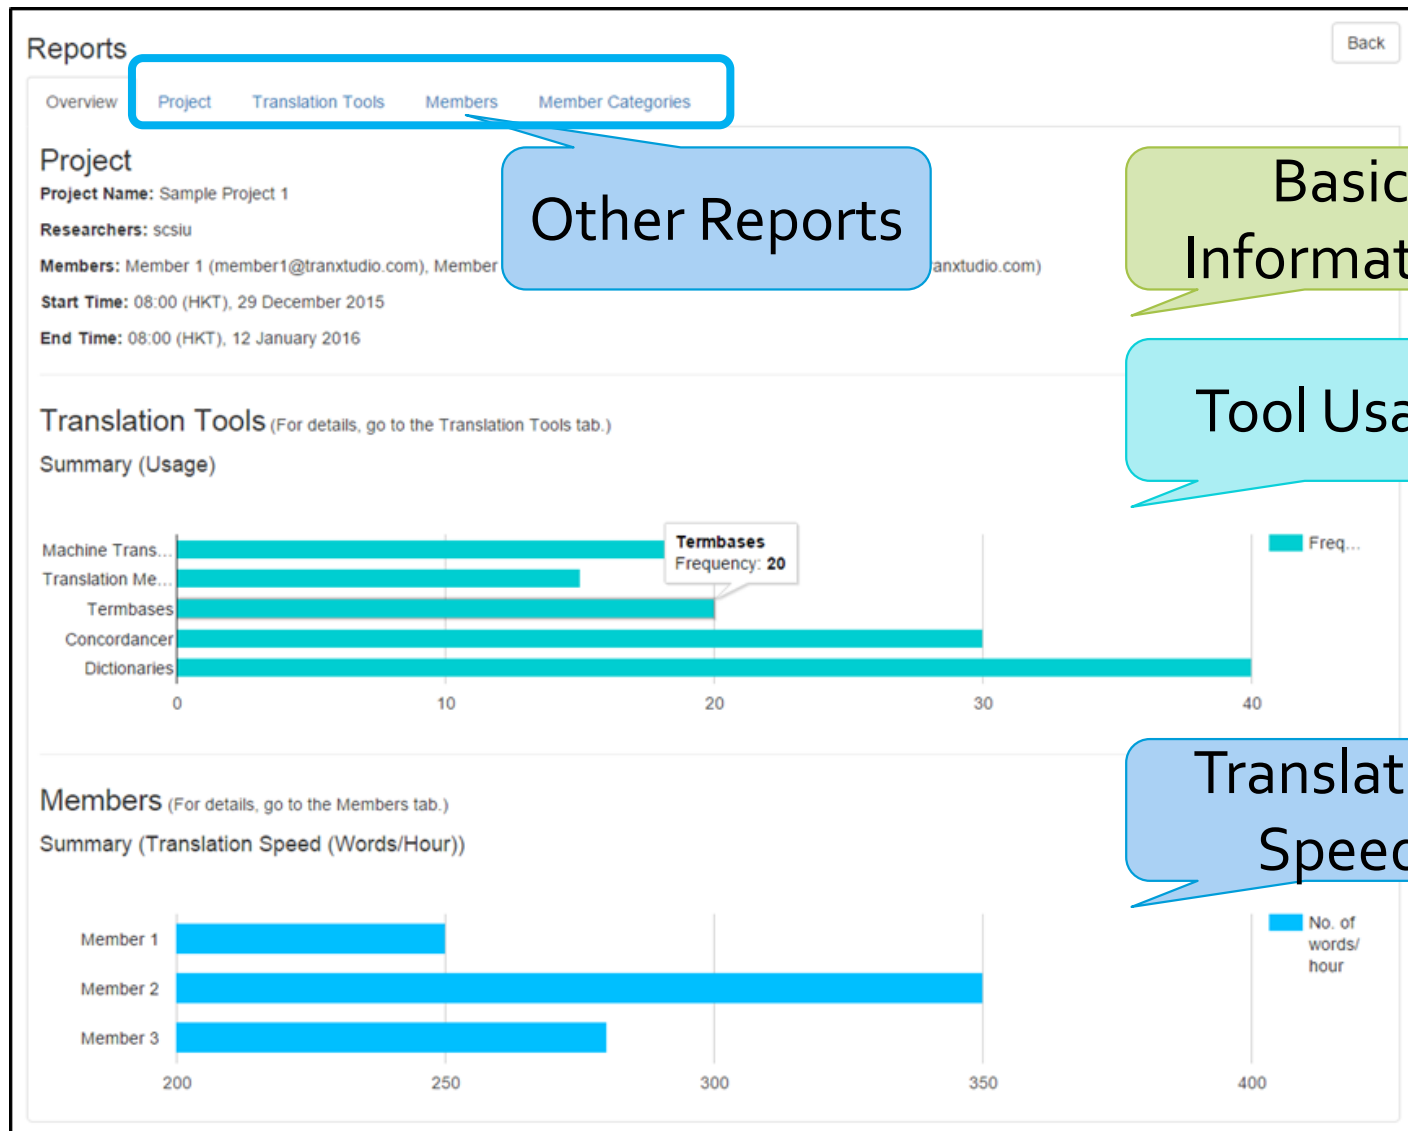 Reports
Back
Overview Project Translation Tools Members Member Categories
Other Reports
Basic
Informat
Project
Project Name: Sample Project 1
Researchers: scsiu
Members: Member 1 (member1@tranxtudio.com), Member anxtudio.com)
Start Time: 08:00 (HKT), 29 December 2015
End Time: 08:00 (HKT), 12 January 2016
Tool Usa
Translation Tools (For details, go to the Translation Tools tab.)
Summary (Usage)
Machine Trans...
Translation Me...
Termbases
Concordancer
Dictionaries
Termbases
Frequency: 20
Freq...
0 10 20 30 40
Translat
Speed
Members (For details, go to the Members tab.)
Summary (Translation Speed (Words/Hour))
Member 1
Member 2
Member 3
No. of
words/
hour
200 250 300 350 400